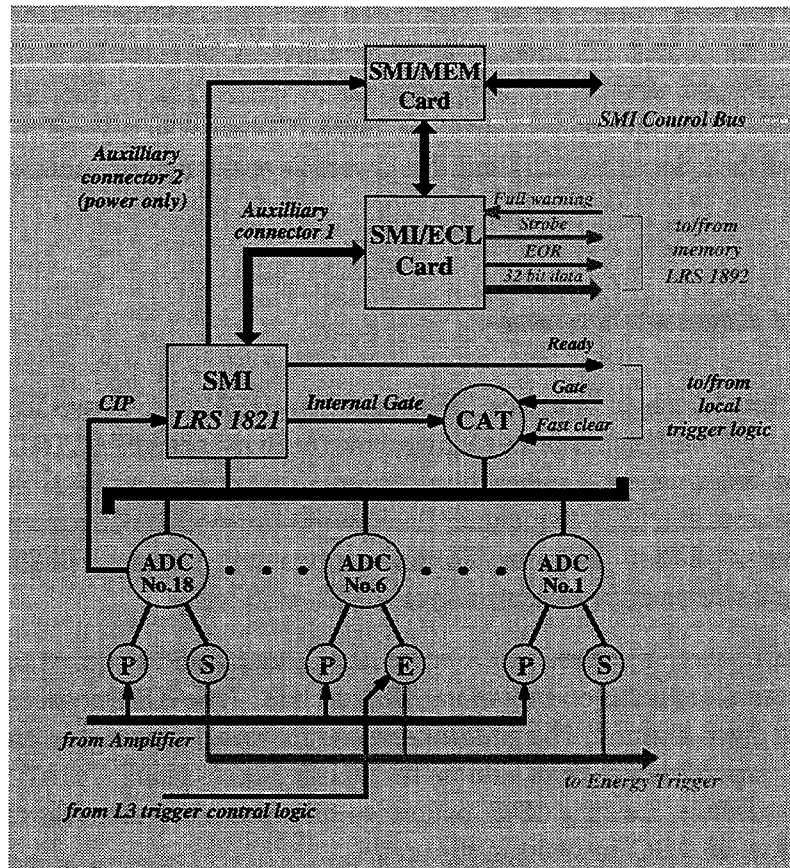 SMI/MEM
Card
SMI Control Bus
Auxilliary
connector 2
(power only)
Auxilliary
connector 1
SMI/ECL
Card
Full warning
Strobe
EOR
32 bit data
to/from
memory
LRS 1892
SMI
LRS 1821
CIP
Internal Gate
CAT
Ready
Gate
Fast clear
to/from
local
trigger logic
ADC
No.18
ADC
No.6
ADC
No.1
P
S
P
E
P
S
from Amplifier
to Energy Trigger
from L3 trigger control logic